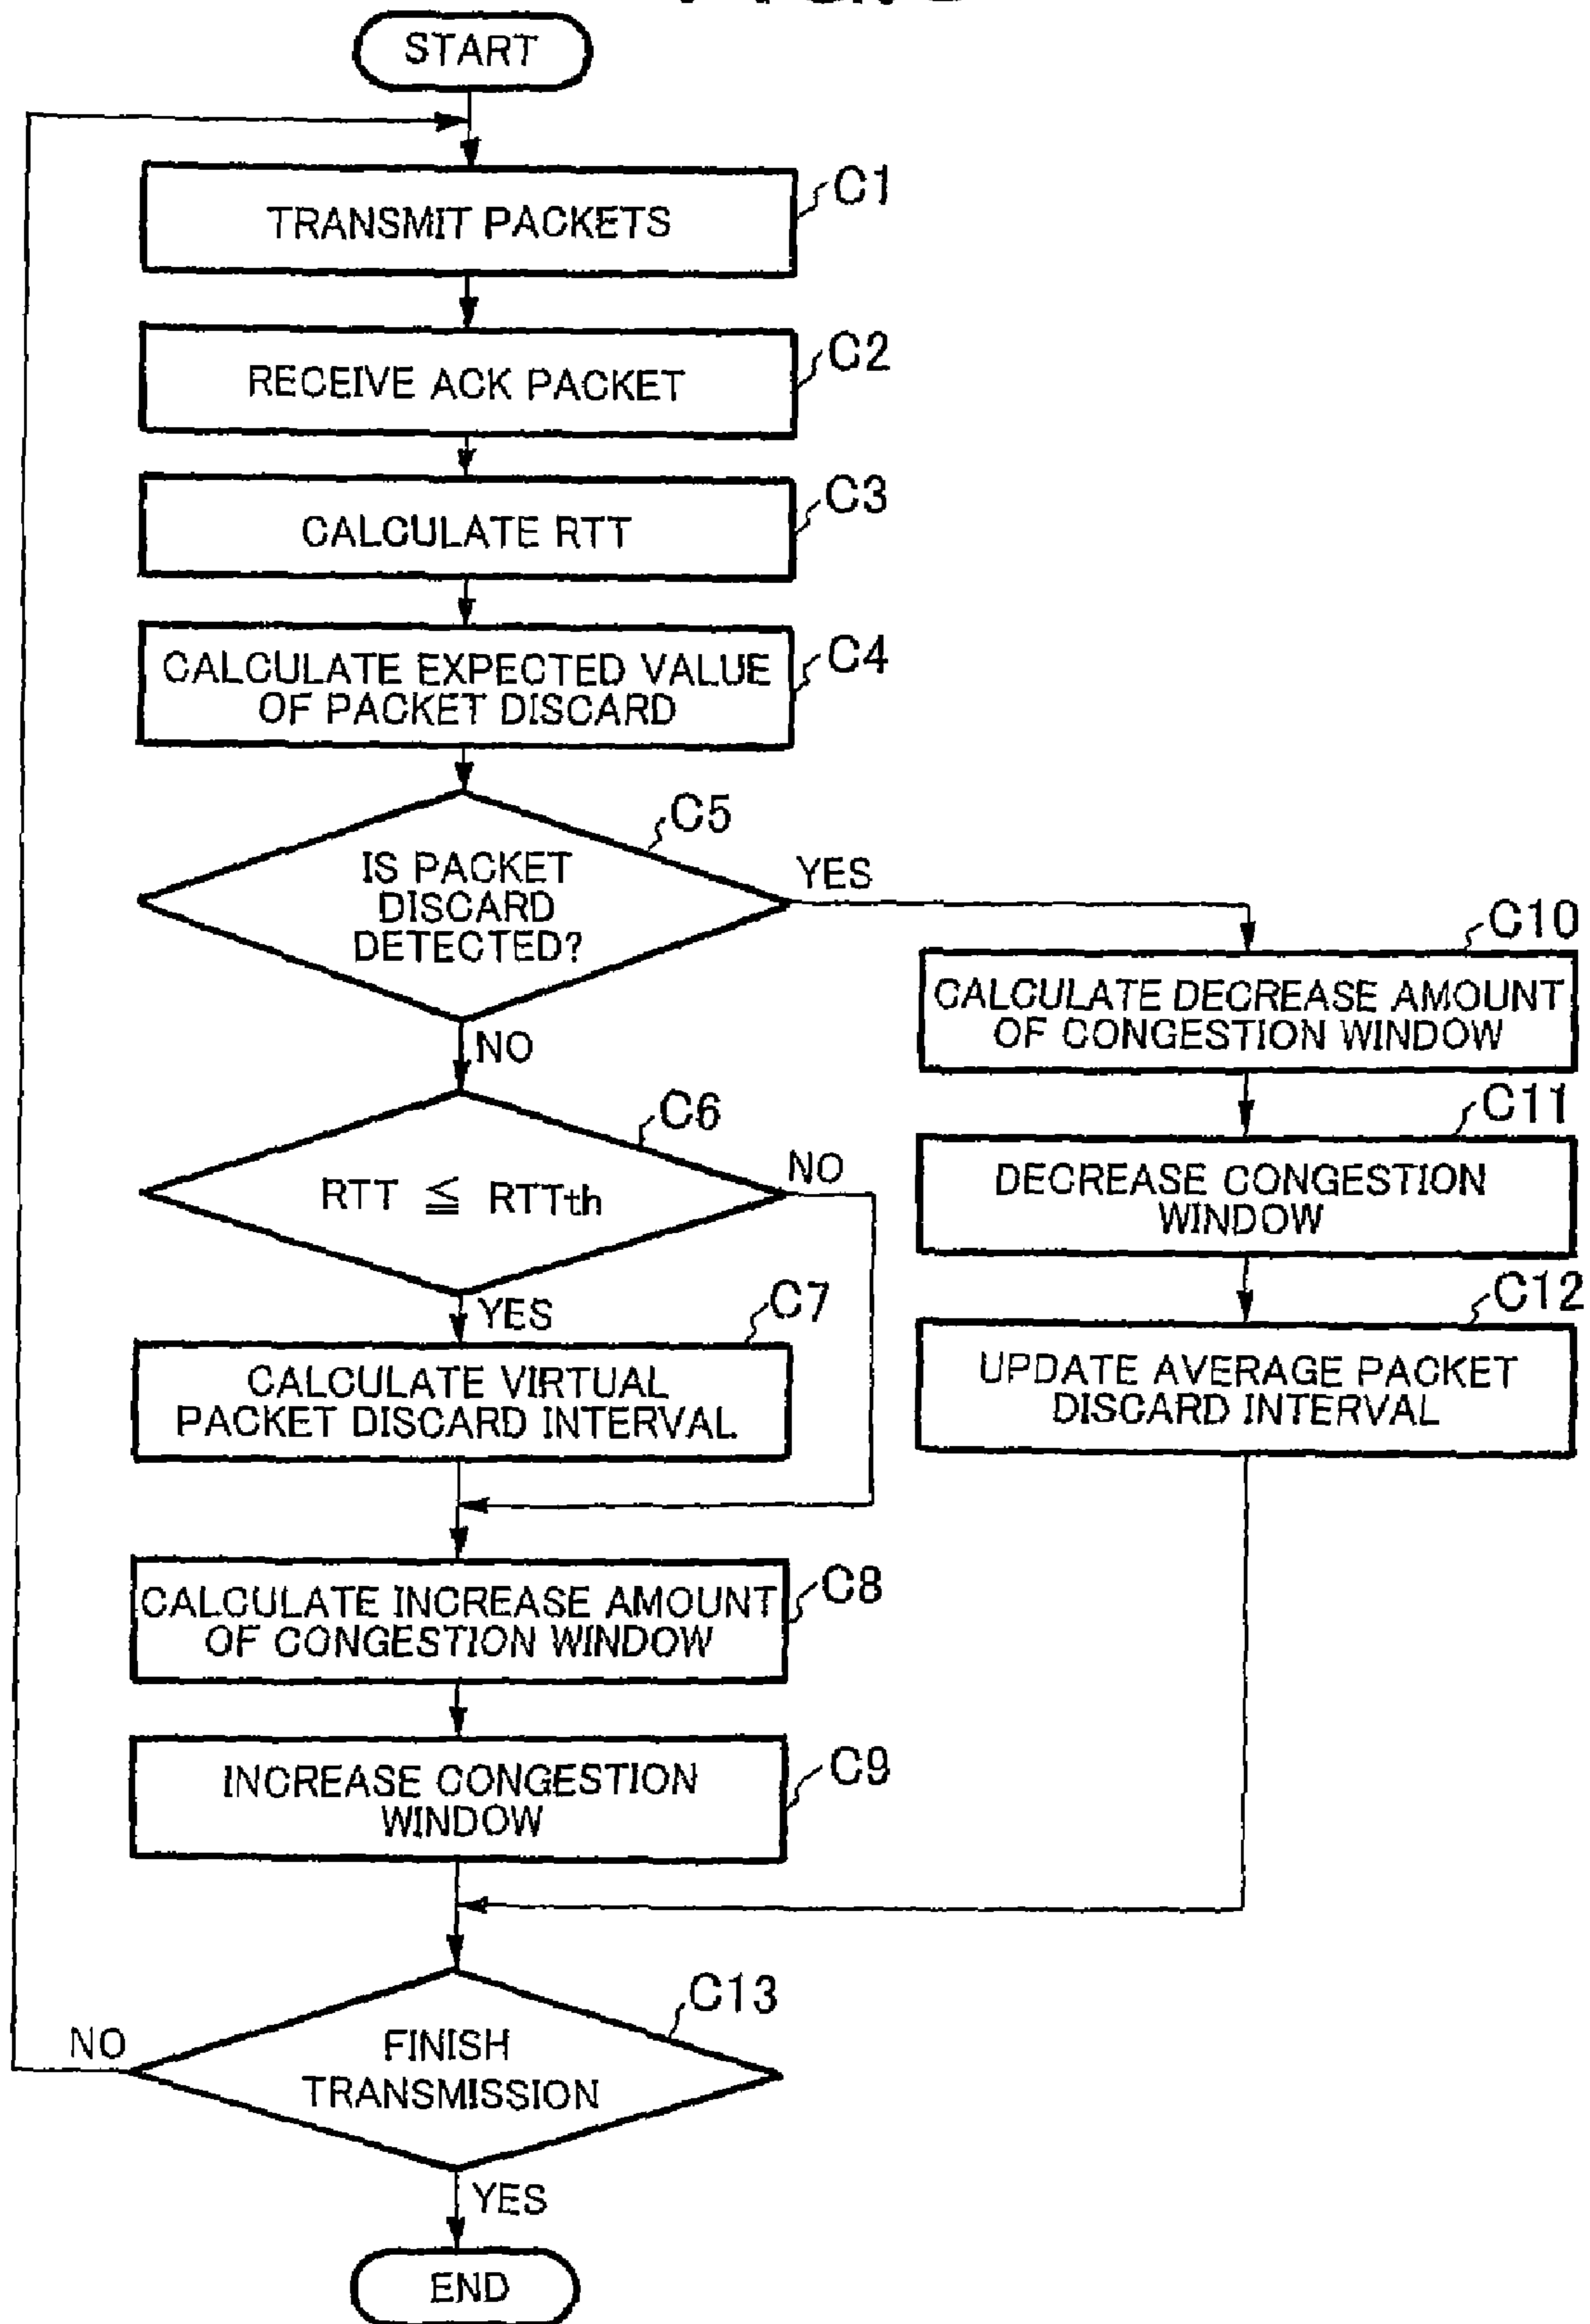 START
C1
TRANSMIT PACKETS
C2
RECEIVE ACK PACKET
C3
CALCULATE RTT
C4
CALCULATE EXPECTED VALUE
OF PACKET DISCARD
C5
IS PACKET
DISCARD
DETECTED?
YES
NO
C10
CALCULATE DECREASE AMOUNT
OF CONGESTION WINDOW
C6
RTT ≦ RTTth
NO
YES
C11
DECREASE CONGESTION
WINDOW
C7
CALCULATE VIRTUAL
PACKET DISCARD INTERVAL
C12
UPDATE AVERAGE PACKET
DISCARD INTERVAL
C8
CALCULATE INCREASE AMOUNT
OF CONGESTION WINDOW
C9
INCREASE CONGESTION
WINDOW
C13
FINISH
TRANSMISSION
NO
YES
END